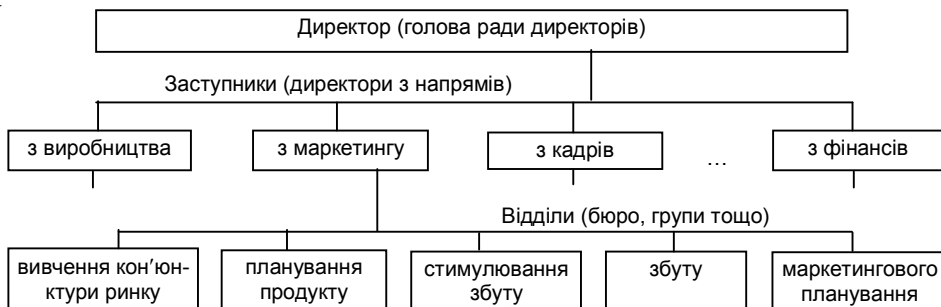 Директор (голова ради директорів)
Заступники (директори з напрямів)
з виробництва
з маркетингу
з кадрів
...
з фінансів
Відділи (бюро, групи тощо)
вивчення кон′юн-
ктури ринку
планування
продукту
стимулювання
збуту
збуту
маркетингового
планування